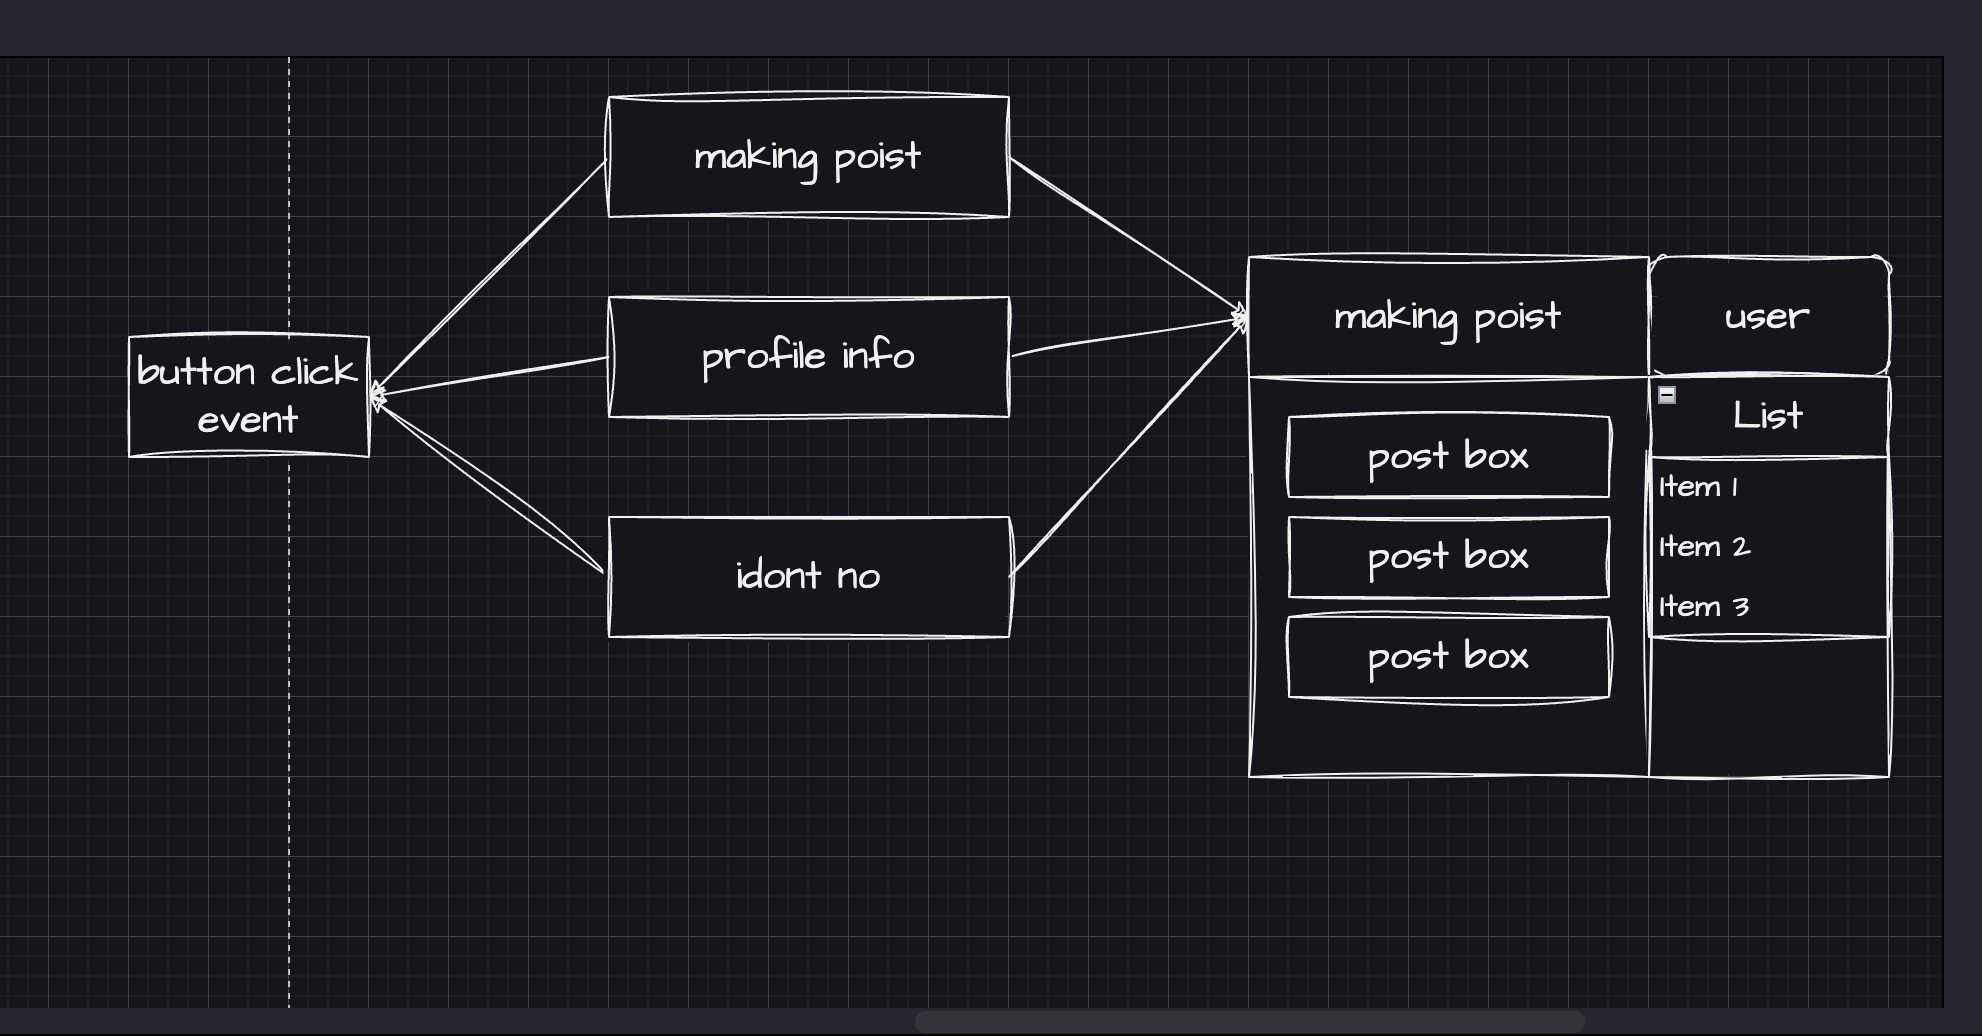 making poist
profile info
idont no
button click
event
making poist
user
post box
post box
post box
List
Item 1
Item 2
Item 3